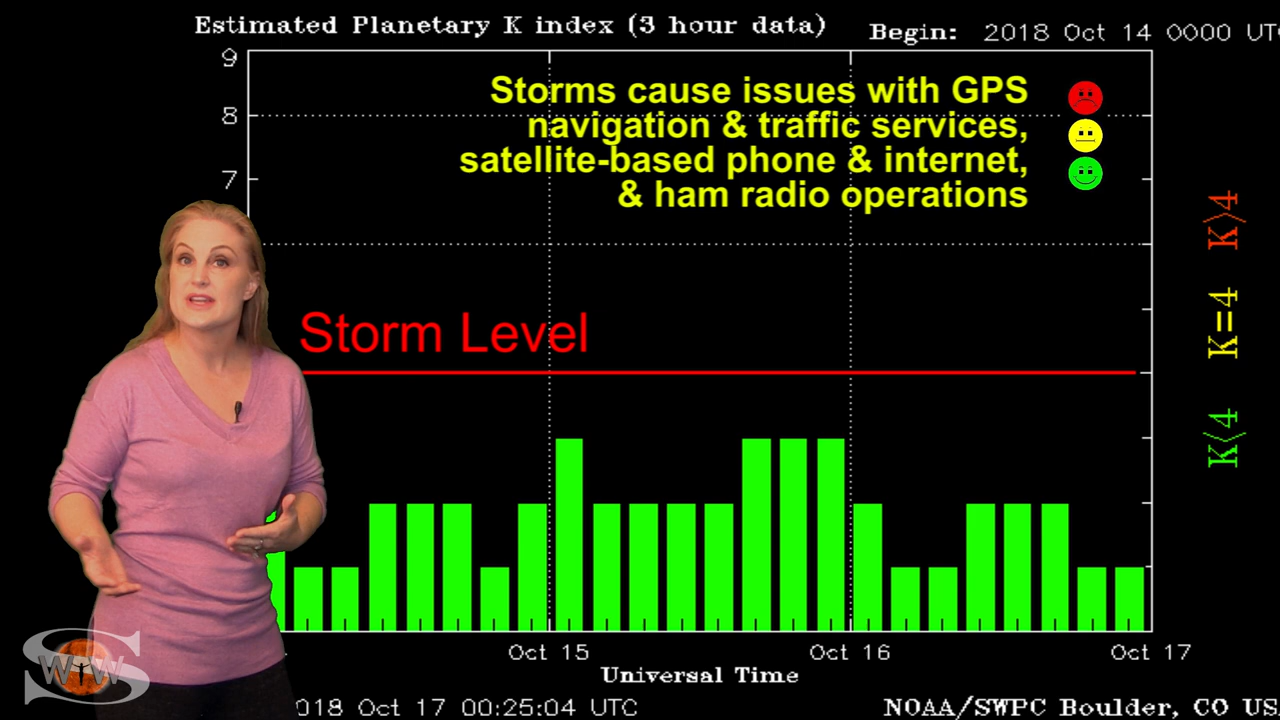 Estimated Planetary K index (3 hour data)
Begin: 2018 Oct 14 0000 UT
9
8
7
Storms cause issues with GPS
navigation & traffic services,
satellite-based phone & internet,
& ham radio operations
Storm Level
K<4 K=4 K>4
Oct 15
Oct 16
Oct 17
Universal Time
018 Oct 17 00:25:04 UTC
NOAA/SWPC Boulder, CO US
SWTW